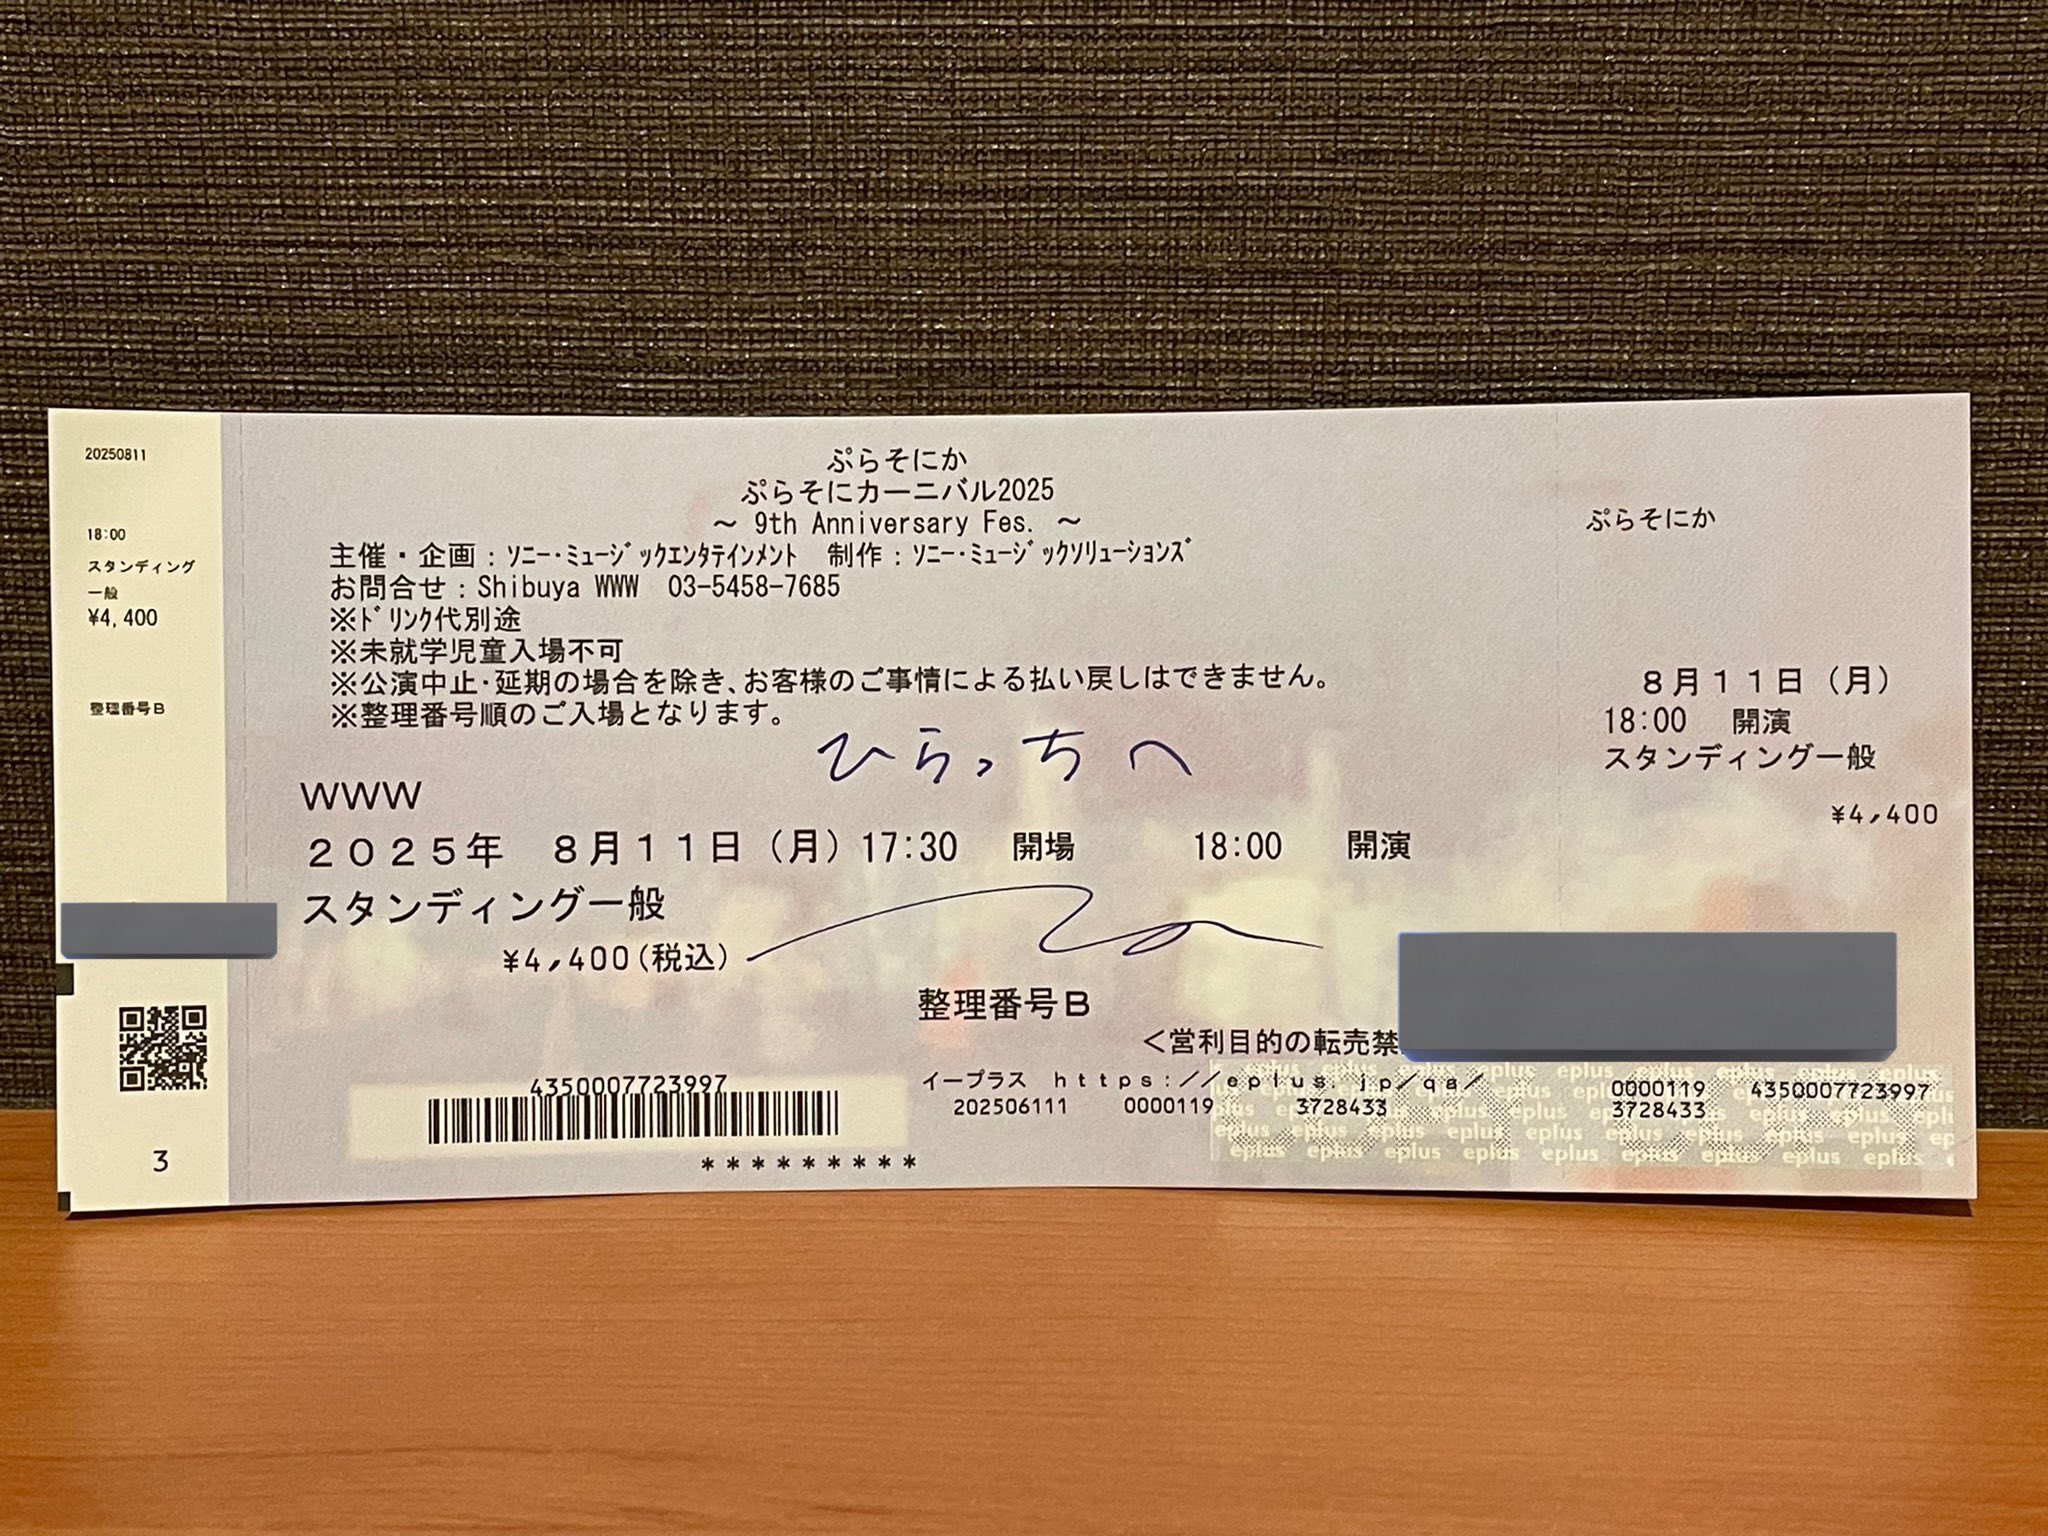 20250811
18:00
スタンディング
一般
¥4,400
整理番号B
3
ぷらそにか
ぷらそにカーニバル2025
～ 9th Anniversary Fes. ～
主催・企画：ｿﾆｰ･ﾐｭｰｼﾞｯｸｴﾝﾀﾃｲﾝﾒﾝﾄ 制作：ｿﾆｰ･ﾐｭｰｼﾞｯｸｿﾘｭｰｼｮﾝｽﾞ
お問合せ：Shibuya WWW 03-5458-7685
※ﾄﾞﾘﾝｸ代別途
※未就学児童入場不可
※公演中止･延期の場合を除き､お客様のご事情による払い戻しはできません。
※整理番号順のご入場となります。
ひらっちへ
WWW
２０２５年 ８月１１日（月）17:30 開場 18:00 開演
スタンディング一般
¥4,400(税込)
整理番号B
＜営利目的の転売禁
4350007723997
*********
イープラス https://eplus.jp/qa/
202506111 0000119 3728433
ぷらそにか
８月１１日（月）
18:00 開演
スタンディング一般
¥4,400
0000119 4350007723997
3728433
eplus eplus eplus eplus eplus eplus eplus eplus eplus